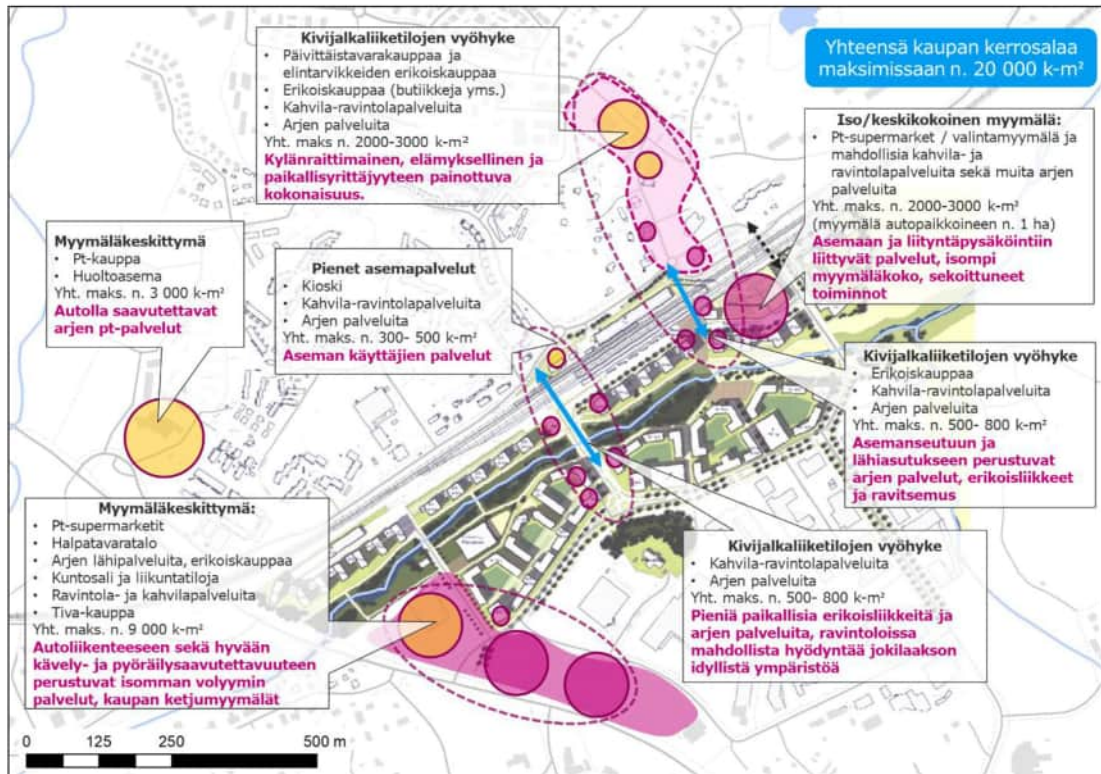 Kivijalkaliiketilojen vyöhyke
• Päivittäistavarakauppaa ja
elintarvikkeiden erikoiskauppaa
• Erikoiskauppaa (butiikkeja yms.)
• Kahvila-ravintolapalveluita
• Arjen palveluita
Yht. maks n. 2000-3000 k-m²
Kylänraittimainen, elämyksellinen ja
paikallisyrittäjyyteen painottuva
kokonaisuus.
Yhteensä kaupan kerrosalaa
maksimissaan n. 20 000 k-m²
Iso/keskikokoinen myymälä:
• Pt-supermarket / valintamyymälä ja
mahdollisia kahvila- ja
ravintolapalveluita sekä muita arjen
palveluita
Yht. maks. n. 2000-3000 k-m²
(myymälä autopaikkoineen n. 1 ha)
Asemaan ja liityntäpysäköintiin
liittyvät palvelut, isompi
myymäläkoko, sekoittuneet
toiminnot
Myymäläkeskittymä
• Pt-kauppa
• Huoltoasema
Yht. maks. n. 3 000 k-m²
Autolla saavutettavat
arjen pt-palvelut
Pienet asemapalvelut
• Kioski
• Kahvila-ravintolapalveluita
• Arjen palveluita
Yht. maks. n. 300- 500 k-m²
Aseman käyttäjien palvelut
Kivijalkaliiketilojen vyöhyke
• Erikoiskauppaa
• Kahvila-ravintolapalveluita
• Arjen palveluita
Yht. maks. n. 500- 800 k-m²
Asemanseutuun ja
lähiasutukseen perustuvat
arjen palvelut, erikoisliikkeet
ja ravitsemus
Myymäläkeskittymä:
• Pt-supermarketit
• Halpatavaratalo
• Arjen lähipalveluita, erikoiskauppaa
• Kuntosali ja liikuntatiloja
• Ravintola- ja kahvilapalveluita
• Tiva-kauppa
Yht. maks. n. 9 000 k-m²
Autoliikenteeseen sekä hyvään
kävely- ja pyöräilysaavutettavuuteen
perustuvat isomman volyymin
palvelut, kaupan ketjumyymälät
Kivijalkaliiketilojen vyöhyke
• Kahvila-ravintolapalveluita
• Arjen palveluita
Yht. maks. n. 500- 800 k-m²
Pieniä paikallisia erikoisliikkeitä ja
arjen palveluita, ravintoloissa
mahdollista hyödyntää jokilaakson
idyllistä ympäristöä
0 125 250 500 m